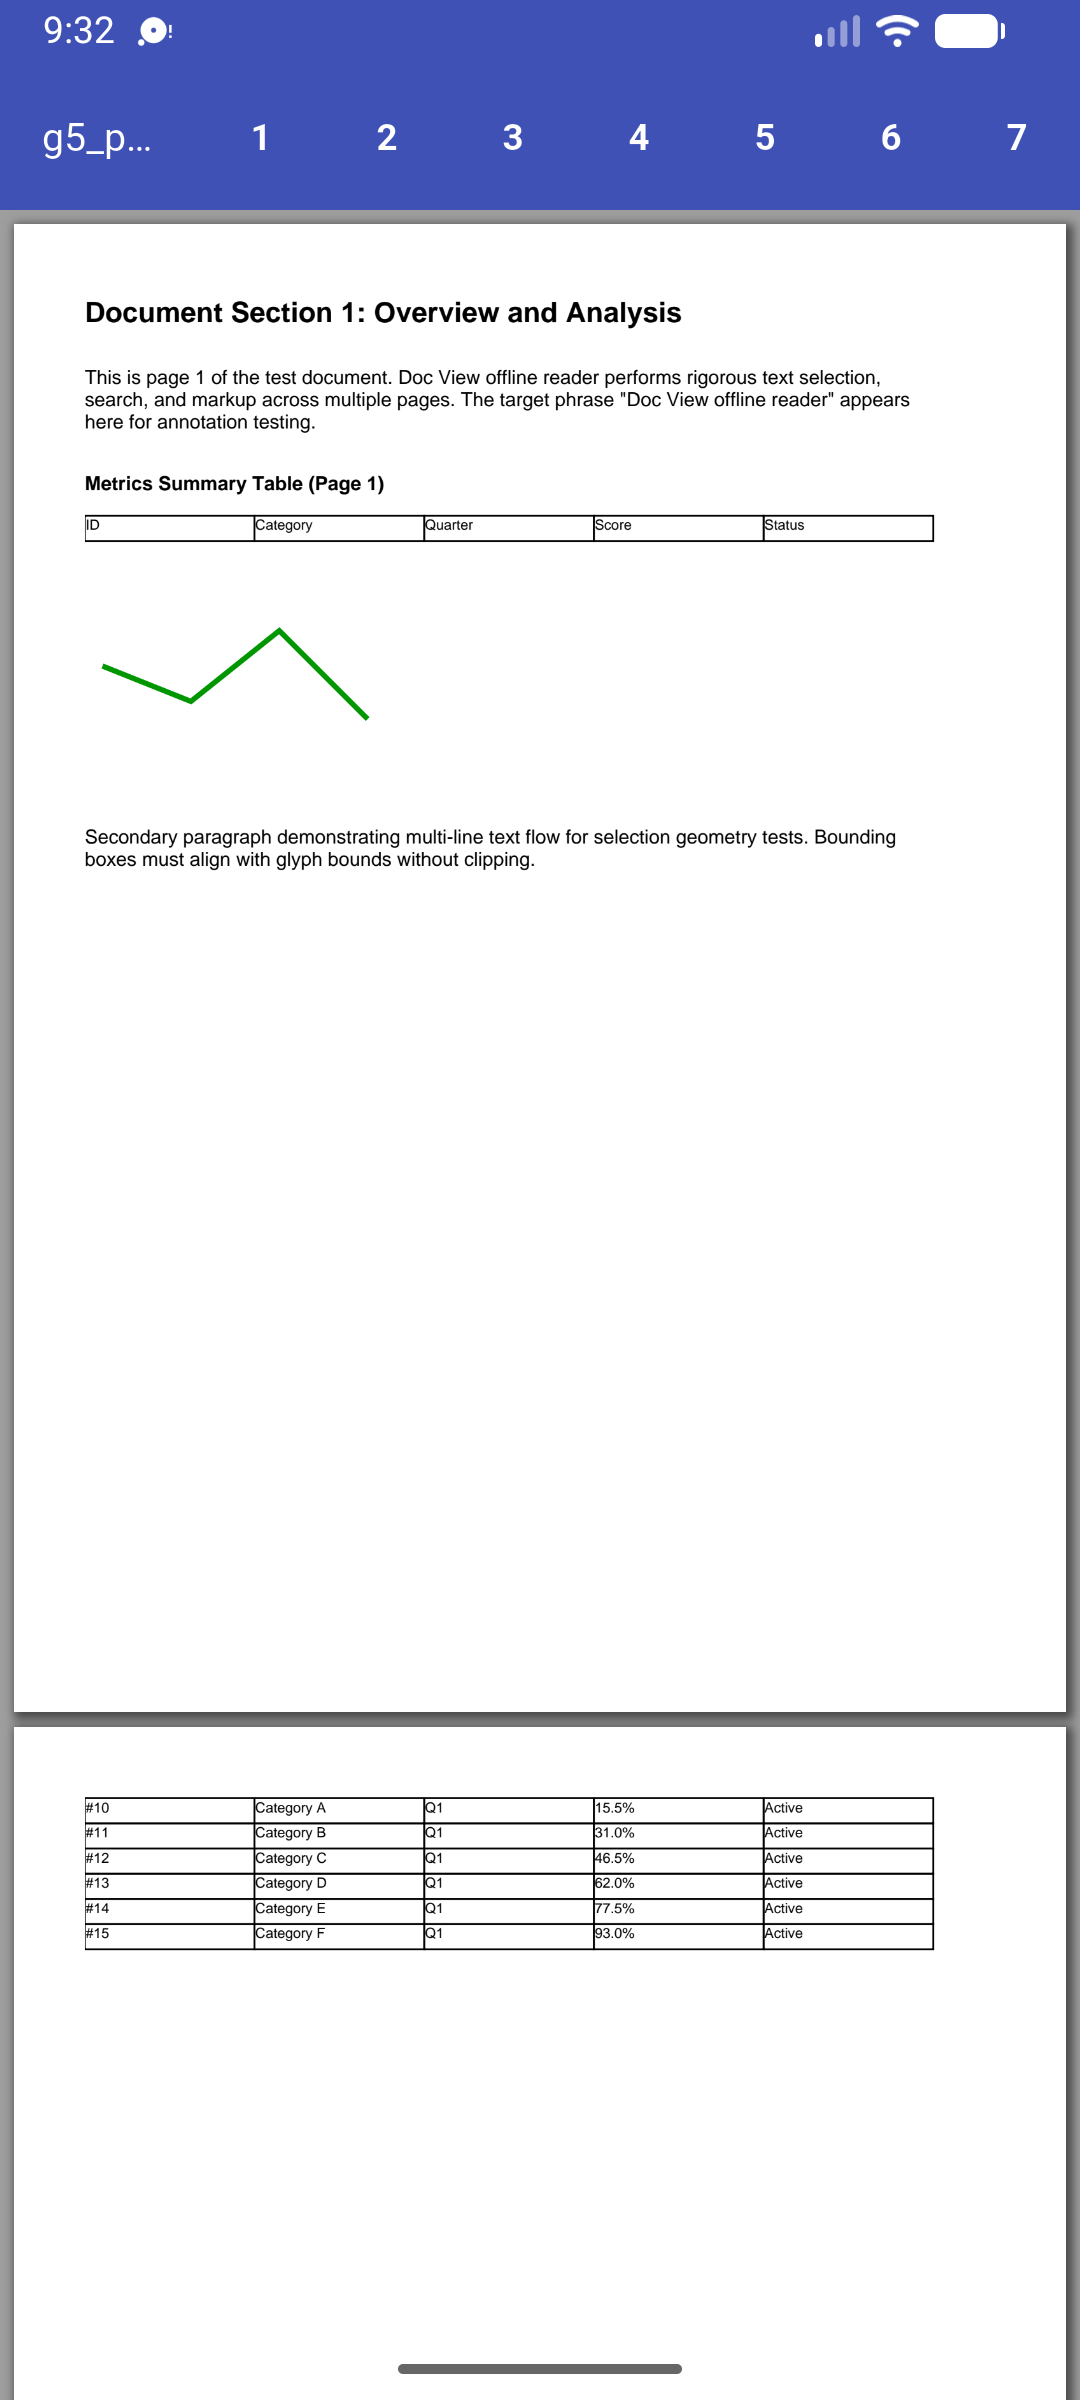 9:32
g5_p... 1 2 3 4 5 6 7
Document Section 1: Overview and Analysis
This is page 1 of the test document. Doc View offline reader performs rigorous text selection,
search, and markup across multiple pages. The target phrase "Doc View offline reader" appears
here for annotation testing.
Metrics Summary Table (Page 1)
ID Category Quarter Score Status
Secondary paragraph demonstrating multi-line text flow for selection geometry tests. Bounding
boxes must align with glyph bounds without clipping.
#10 Category A Q1 15.5% Active
#11 Category B Q1 31.0% Active
#12 Category C Q1 46.5% Active
#13 Category D Q1 62.0% Active
#14 Category E Q1 77.5% Active
#15 Category F Q1 93.0% Active